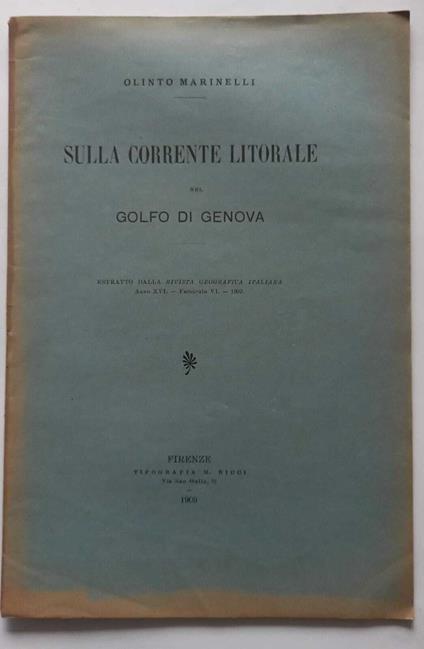 OLINTO MARINELLI
SULLA CORRENTE LITORALE
NEL
GOLFO DI GENOVA
ESTRATTO DALLA RIVISTA GEOGRAFICA ITALIANA
Anno XVI. — Fascicolo VI. — 1909.
FIRENZE
TIPOGRAFIA M. RICCI
Via San Gallo, 31
1909